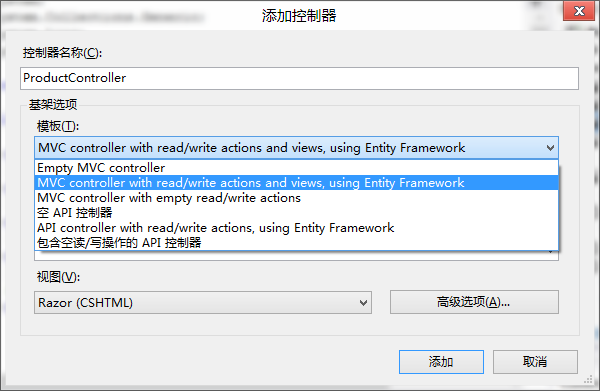 添加控制器
控制器名称(C):
ProductController
基架选项
模板(T):
MVC controller with read/write actions and views, using Entity Framework
Empty MVC controller
MVC controller with read/write actions and views, using Entity Framework
MVC controller with empty read/write actions
空 API 控制器
API controller with read/write actions, using Entity Framework
包含空读/写操作的 API 控制器
视图(V):
Razor (CSHTML)
高级选项(A)...
添加
取消